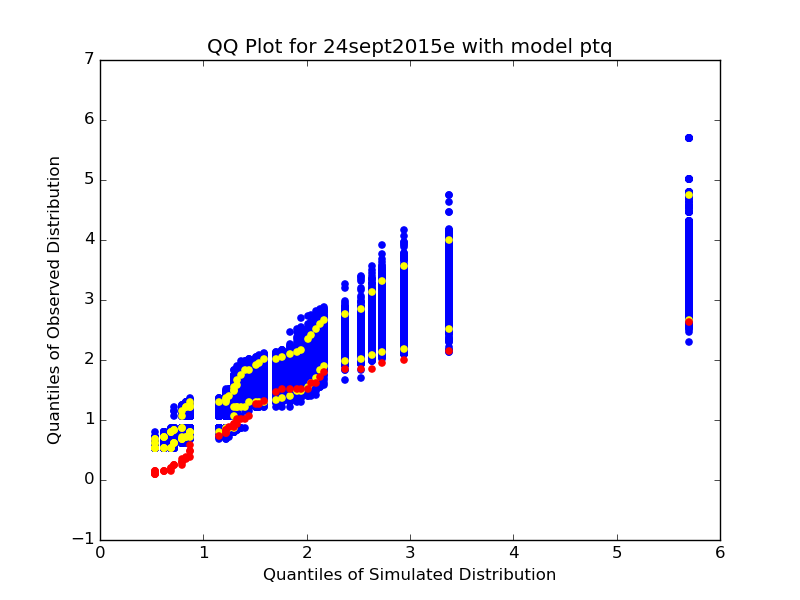 QQ Plot for 24sept2015e with model ptq
7
6
5
4
3
2
1
0
−1
Quantiles of Observed Distribution
0 1 2 3 4 5 6
Quantiles of Simulated Distribution